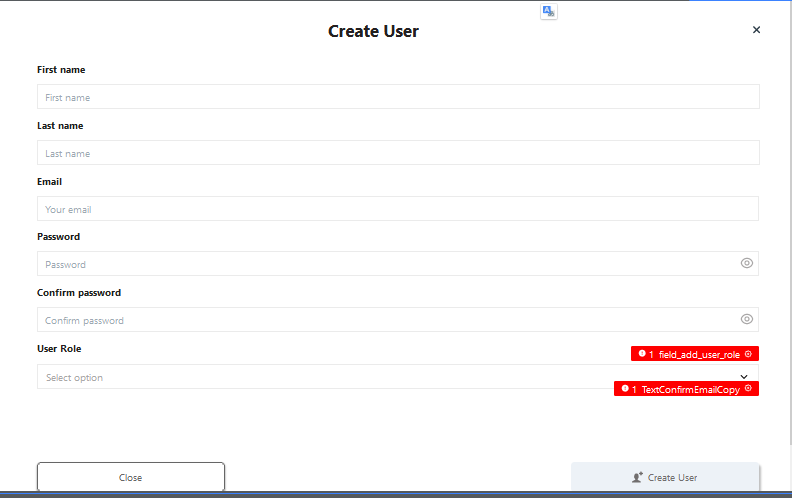 Create User
First name
First name
Last name
Last name
Email
Your email
Password
Password
Confirm password
Confirm password
User Role
1 field_add_user_role
Select option
1 TextConfirmEmailCopy
Close
Create User